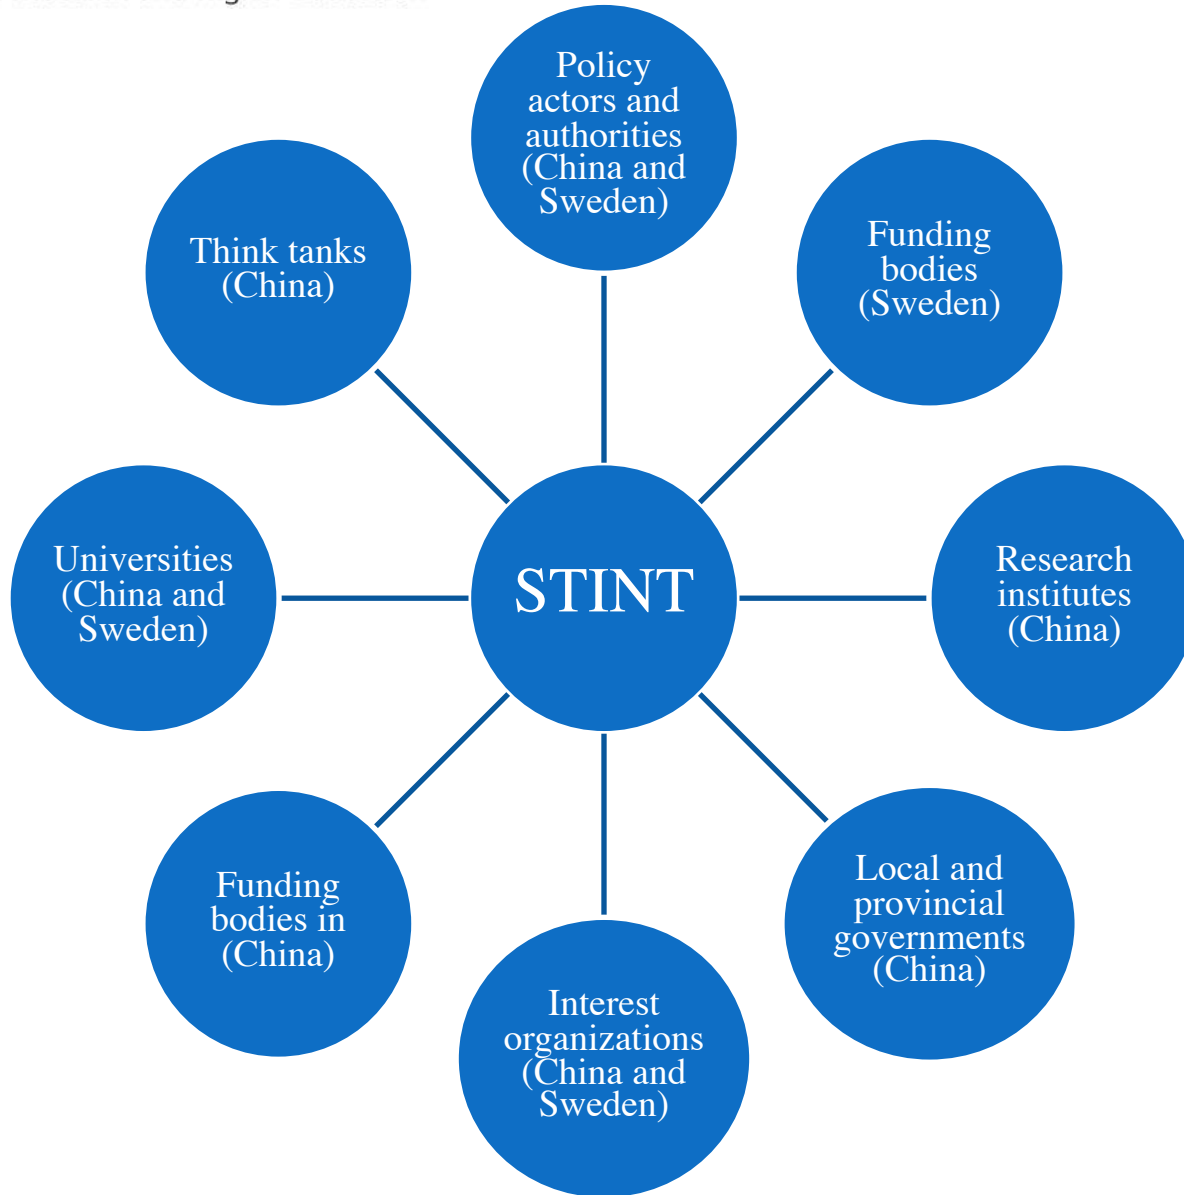 Policy
actors and
authorities
(China and
Sweden)
Funding
bodies
(Sweden)
Research
institutes
(China)
Local and
provincial
governments
(China)
Interest
organizations
(China and
Sweden)
Funding
bodies in
(China)
Universities
(China and
Sweden)
Think tanks
(China)
STINT